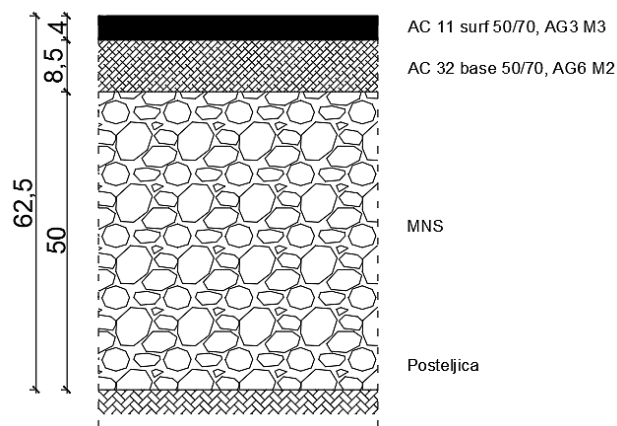 4
AC 11 surf 50/70, AG3 M3
8,5
AC 32 base 50/70, AG6 M2
62,5
50
MNS
Posteljica